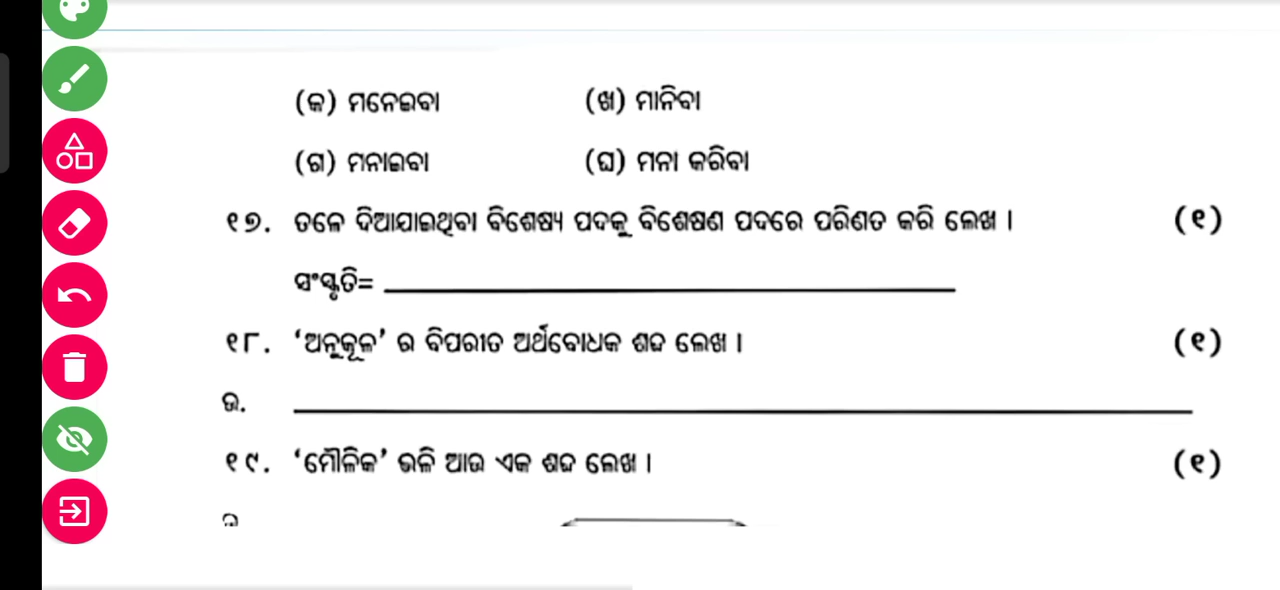 (କ) ମନେଇବା (ଖ) ମାନିବା
(ଗ) ମନାଇବା (ଘ) ମନା କରିବା
୧୭. ତଳେ ଦିଆଯାଇଥିବା ବିଶେଷ୍ୟ ପଦକୁ ବିଶେଷଣ ପଦରେ ପରିଣତ କରି ଲେଖ । (୧)
ସଂସ୍କୃତି=
୧୮. ‘ଅନୁକୂଳ’ ର ବିପରୀତ ଅର୍ଥବୋଧକ ଶବ୍ଦ ଲେଖ । (୧)
ଉ.
୧୯. ‘ମୌଳିକ’ ଭଳି ଆଉ ଏକ ଶବ୍ଦ ଲେଖ । (୧)